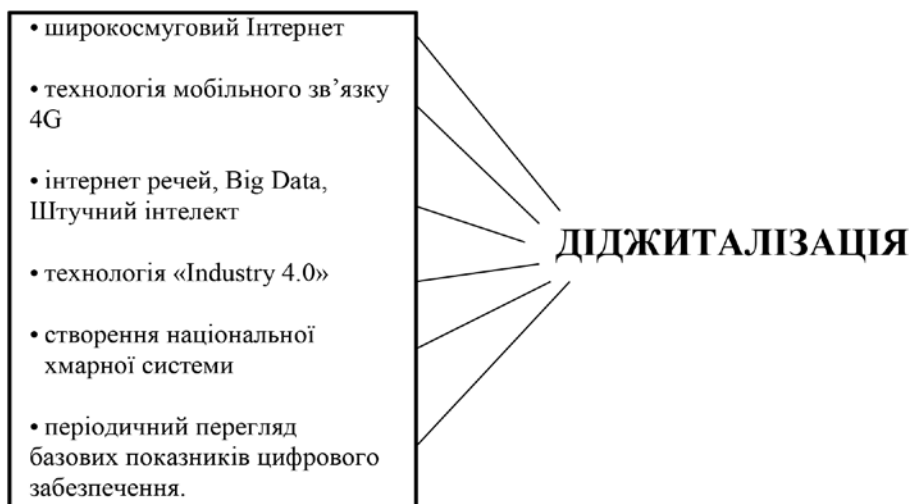 • широкосмуговий Інтернет
• технологія мобільного зв’язку
4G
• інтернет речей, Big Data,
Штучний інтелект
• технологія «Industry 4.0»
• створення національної
хмарної системи
• періодичний перегляд
базових показників цифрового
забезпечення.
ДІДЖИТАЛІЗАЦІЯ